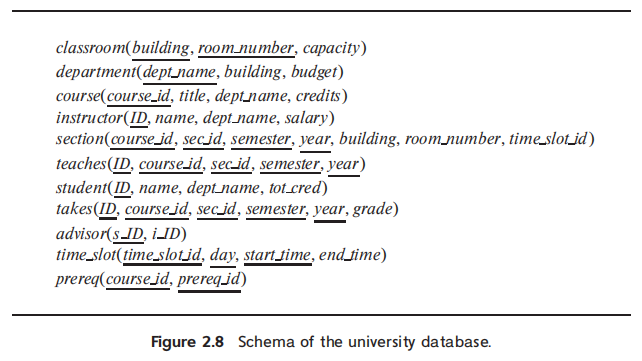 classroom(building, room_number, capacity)
department(dept_name, building, budget)
course(course_id, title, dept_name, credits)
instructor(ID, name, dept_name, salary)
section(course_id, sec_id, semester, year, building, room_number, time_slot_id)
teaches(ID, course_id, sec_id, semester, year)
student(ID, name, dept_name, tot_cred)
takes(ID, course_id, sec_id, semester, year, grade)
advisor(s_ID, i_ID)
time_slot(time_slot_id, day, start_time, end_time)
prereq(course_id, prereq_id)
Figure 2.8 Schema of the university database.